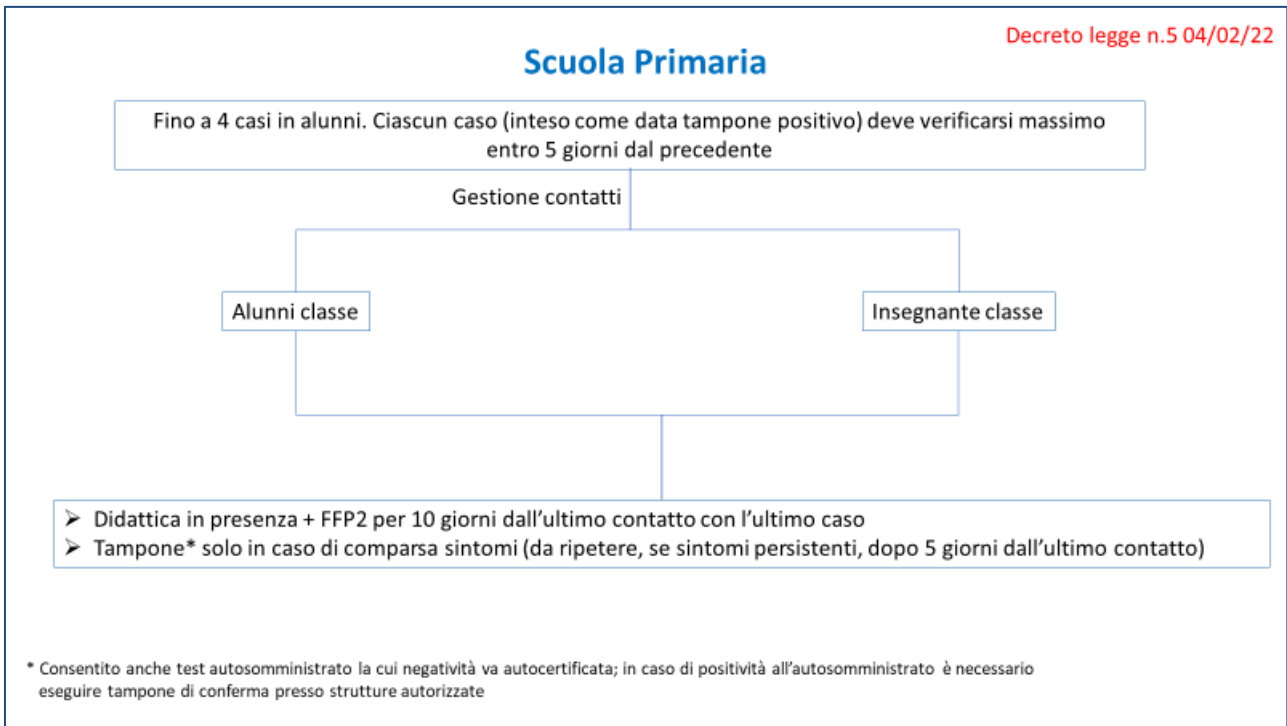 Decreto legge n.5 04/02/22
Scuola Primaria
Fino a 4 casi in alunni. Ciascun caso (inteso come data tampone positivo) deve verificarsi massimo
entro 5 giorni dal precedente
Gestione contatti
Alunni classe
Insegnante classe
➢ Didattica in presenza + FFP2 per 10 giorni dall’ultimo contatto con l’ultimo caso
➢ Tampone* solo in caso di comparsa sintomi (da ripetere, se sintomi persistenti, dopo 5 giorni dall’ultimo contatto)
* Consentito anche test autosomministrato la cui negatività va autocertificata; in caso di positività all’autosomministrato è necessario
eseguire tampone di conferma presso strutture autorizzate